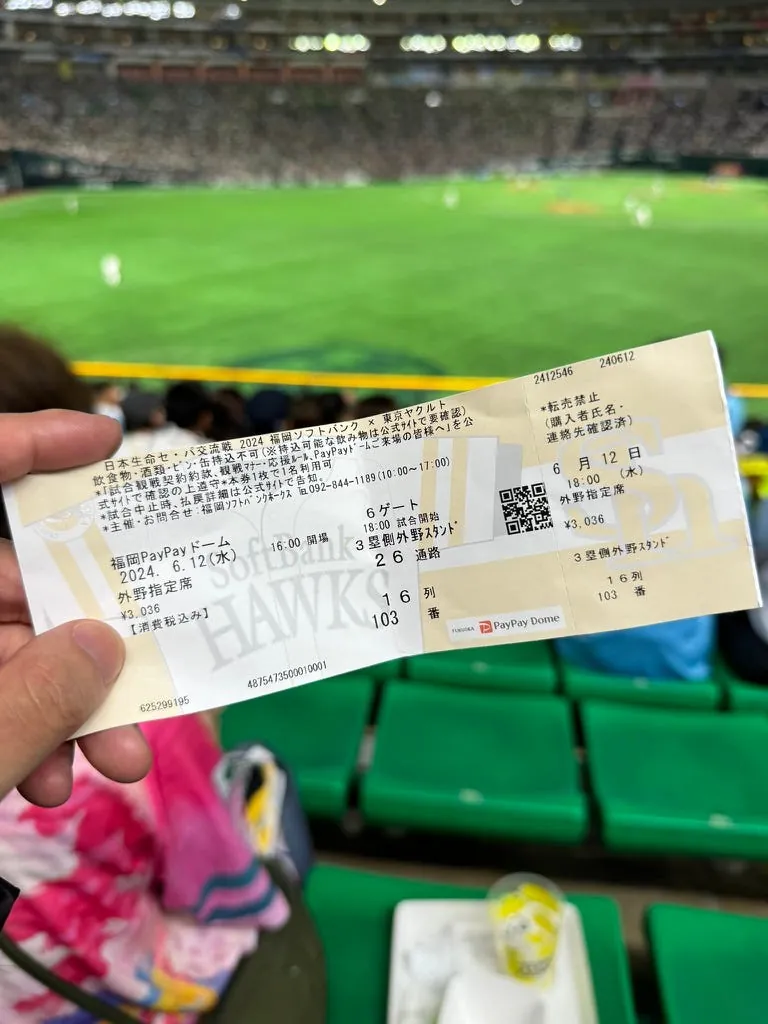 日本生命セ・パ交流戦 2024 福岡ソフトバンク × 東京ヤクルト
飲食物・酒類・ビン・缶持込不可(※持込可能な飲み物は公式サイトで要確認)
*「試合観戦契約約款、観戦マナー・応援ルール、PayPayドームご来場の皆様へ」を公
式サイトで確認の上遵守*本券1枚で1名利用可
*試合中止時、払戻詳細は公式サイトで告知。
*主催・お問合せ:福岡ソフトバンクホークス ℡092-844-1189(10:00~17:00)
福岡PayPayドーム
2024. 6.12(水) 16:00 開場
外野指定席
¥3,036
【消費税込み】
6ゲート
18:00 試合開始
3塁側外野スタンド
26 通路
16 列
103 番
SoftBank
HAWKS
FUKUOKA PayPay Dome
625299195
4875473500010001
2412546 240612
*転売禁止
(購入者氏名・
連絡先確認済)
6 月 12 日
18:00 (水)
外野指定席
¥3,036
3塁側外野スタンド
16列
103 番